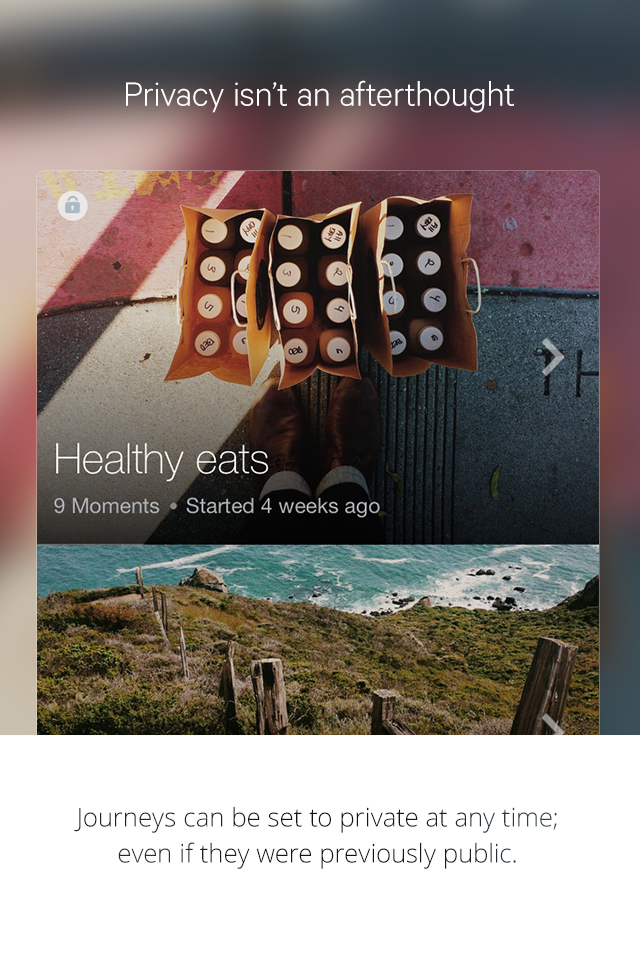 Privacy isn’t an afterthought
Healthy eats
9 Moments • Started 4 weeks ago
Journeys can be set to private at any time;
even if they were previously public.